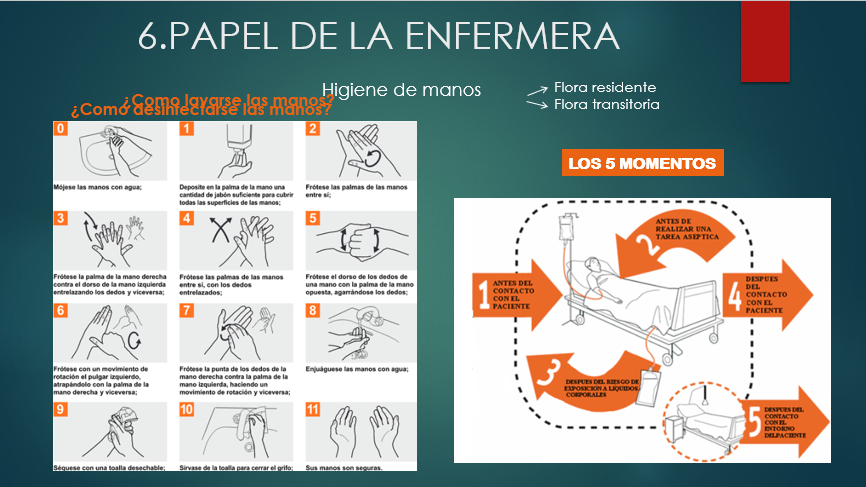 6.PAPEL DE LA ENFERMERA
Higiene de manos
Flora residente
Flora transitoria
¿Como lavarse las manos?
¿Como desinfectarse las manos?
0
Mójese las manos con agua;
1
Deposite en la palma de la mano una
cantidad de jabón suficiente para cubrir
todas las superficies de las manos;
2
Frótese las palmas de las manos
entre sí;
3
Frótese la palma de la mano derecha
contra el dorso de la mano izquierda
entrelazando los dedos y viceversa;
4
Frótese las palmas de las manos
entre sí, con los dedos
entrelazados;
5
Frótese el dorso de los dedos de
una mano con la palma de la mano
opuesta, agarrándose los dedos;
6
Frótese con un movimiento de
rotación el pulgar izquierdo,
atrapándolo con la palma de la
mano derecha y viceversa;
7
Frótese la punta de los dedos de la
mano derecha contra la palma de la
mano izquierda, haciendo un
movimiento de rotación y viceversa;
8
Enjuáguese las manos con agua;
9
Séquese con una toalla desechable;
10
Sírvase de la toalla para cerrar el grifo;
11
Sus manos son seguras.
LOS 5 MOMENTOS
1
ANTES DEL
CONTACTO
CON EL
PACIENTE
2
ANTES DE
REALIZAR UNA
TAREA ASEPTICA
3
DESPUES DEL RIESGO DE
EXPOSICIÓN A LIQUIDOS
CORPORALES
4
DESPUES
DEL
CONTACTO
CON EL
PACIENTE
5
DESPUES DEL
CONTACTO
CON EL
ENTORNO
DELPACIENTE